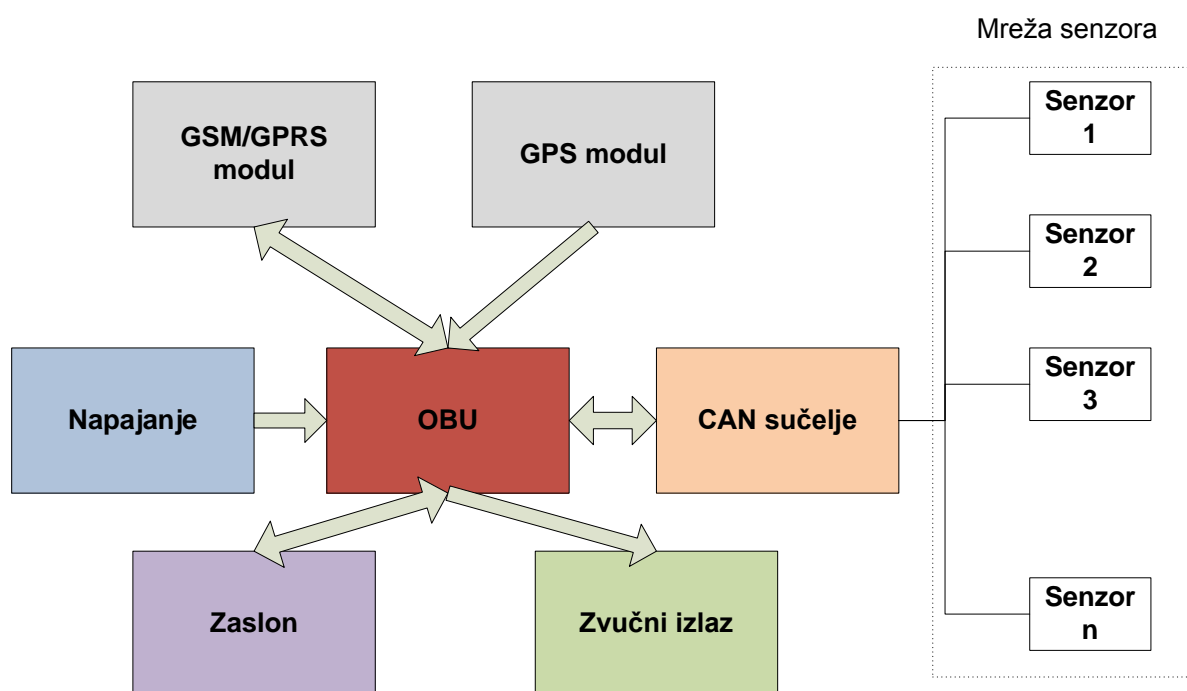 Mreža senzora
GSM/GPRS
modul
GPS modul
Senzor
1
Senzor
2
Senzor
3
Napajanje
OBU
CAN sučelje
Zaslon
Zvučni izlaz
Senzor
n